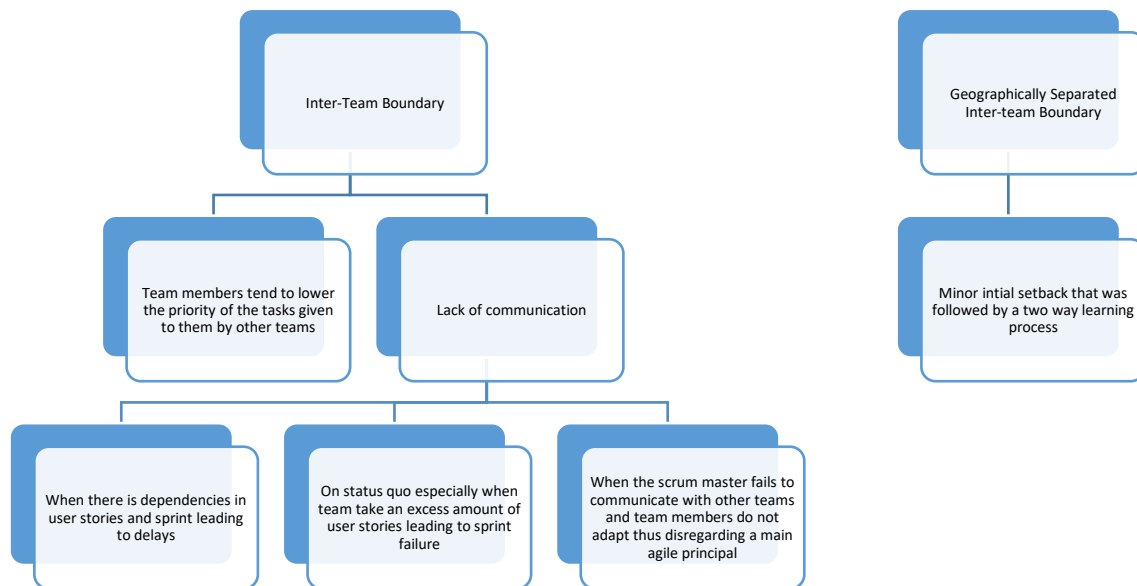 Inter-Team Boundary
Geographically Separated
Inter-team Boundary
Team members tend to lower
the priority of the tasks given
to them by other teams
Lack of communication
Minor intial setback that was
followed by a two way learning
process
When there is dependencies in
user stories and sprint leading
to delays
On status quo especially when
team take an excess amount of
user stories leading to sprint
failure
When the scrum master fails to
communicate with other teams
and team members do not
adapt thus disregarding a main
agile principal